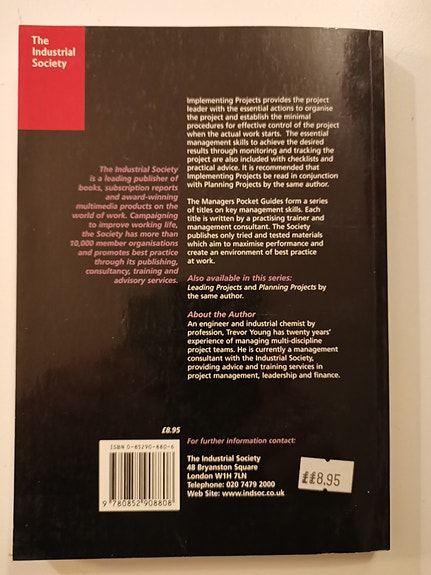 The
Industrial
Society
Implementing Projects provides the project
leader with the essential actions to organise
the project and establish the minimal
procedures for effective control of the project
when the actual work starts. The essential
management skills to achieve the desired
results through monitoring and tracking the
project are also included with checklists and
practical advice. It is recommended that
Implementing Projects be read in conjunction
with Planning Projects by the same author.
The Managers Pocket Guides form a series
of titles on key management skills. Each
title is written by a practising trainer and
management consultant. The Society
publishes only tried and tested materials
which aim to maximise performance and
create an environment of best practice
at work.
Also available in this series:
Leading Projects and Planning Projects by
the same author.
About the Author
An engineer and industrial chemist by
profession, Trevor Young has twenty years'
experience of managing multi-discipline
project teams. He is currently a management
consultant with the Industrial Society,
providing advice and training services in
project management, leadership and finance.
The Industrial Society
is a leading publisher of
books, subscription reports
and award-winning
multimedia products on the
world of work. Campaigning
to improve working life,
the Society has more than
10,000 member organisations
and promotes best practice
through its publishing,
consultancy, training and
advisory services.
£8.95
ISBN 0-85290-880-6
9 780852 908808
For further information contact:
The Industrial Society
48 Bryanston Square
London W1H 7LN
Telephone: 020 7479 2000
Web Site: www.indsoc.co.uk
££8.95